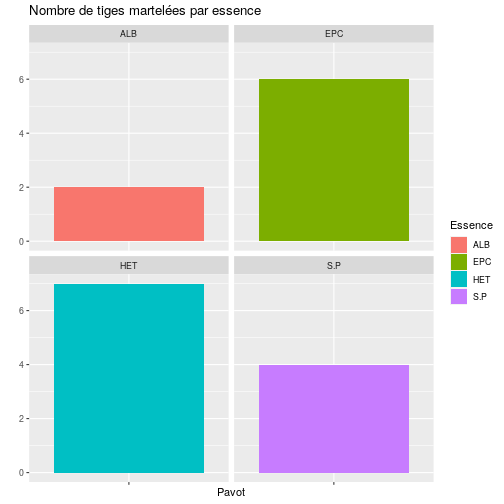 Nombre de tiges martelées par essence
ALB
EPC
6
4
2
0
HET
S.P
6
4
2
0
Pavot
Essence
ALB
EPC
HET
S.P